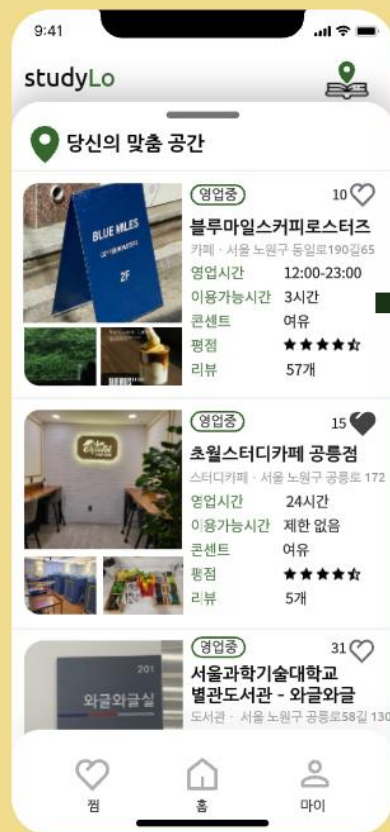 9:41
studyLo
당신의 맞춤 공간
BLUE MILES
2F
영업중
10
블루마일스커피로스터즈
카페 · 서울 노원구 동일로190길65
영업시간 12:00-23:00
이용가능시간 3시간
콘센트 여유
평점 ★★★★
리뷰 57개
영업중
15
초월스터디카페 공릉점
스터디카페 · 서울 노원구 공릉로 172
영업시간 24시간
이용가능시간 제한 없음
콘센트 여유
평점 ★★★★
리뷰 5개
201
와글와글실
영업중
31
서울과학기술대학교
별관도서관 - 와글와글
도서관 · 서울 노원구 공릉로58길 130
찜 홈 마이